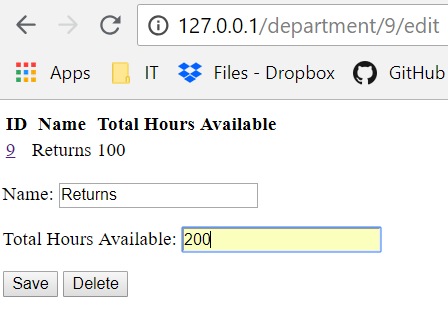 127.0.0.1/department/9/edit
Apps IT Files - Dropbox GitHub
ID Name Total Hours Available
9 Returns 100
Name: Returns
Total Hours Available: 200
Save Delete